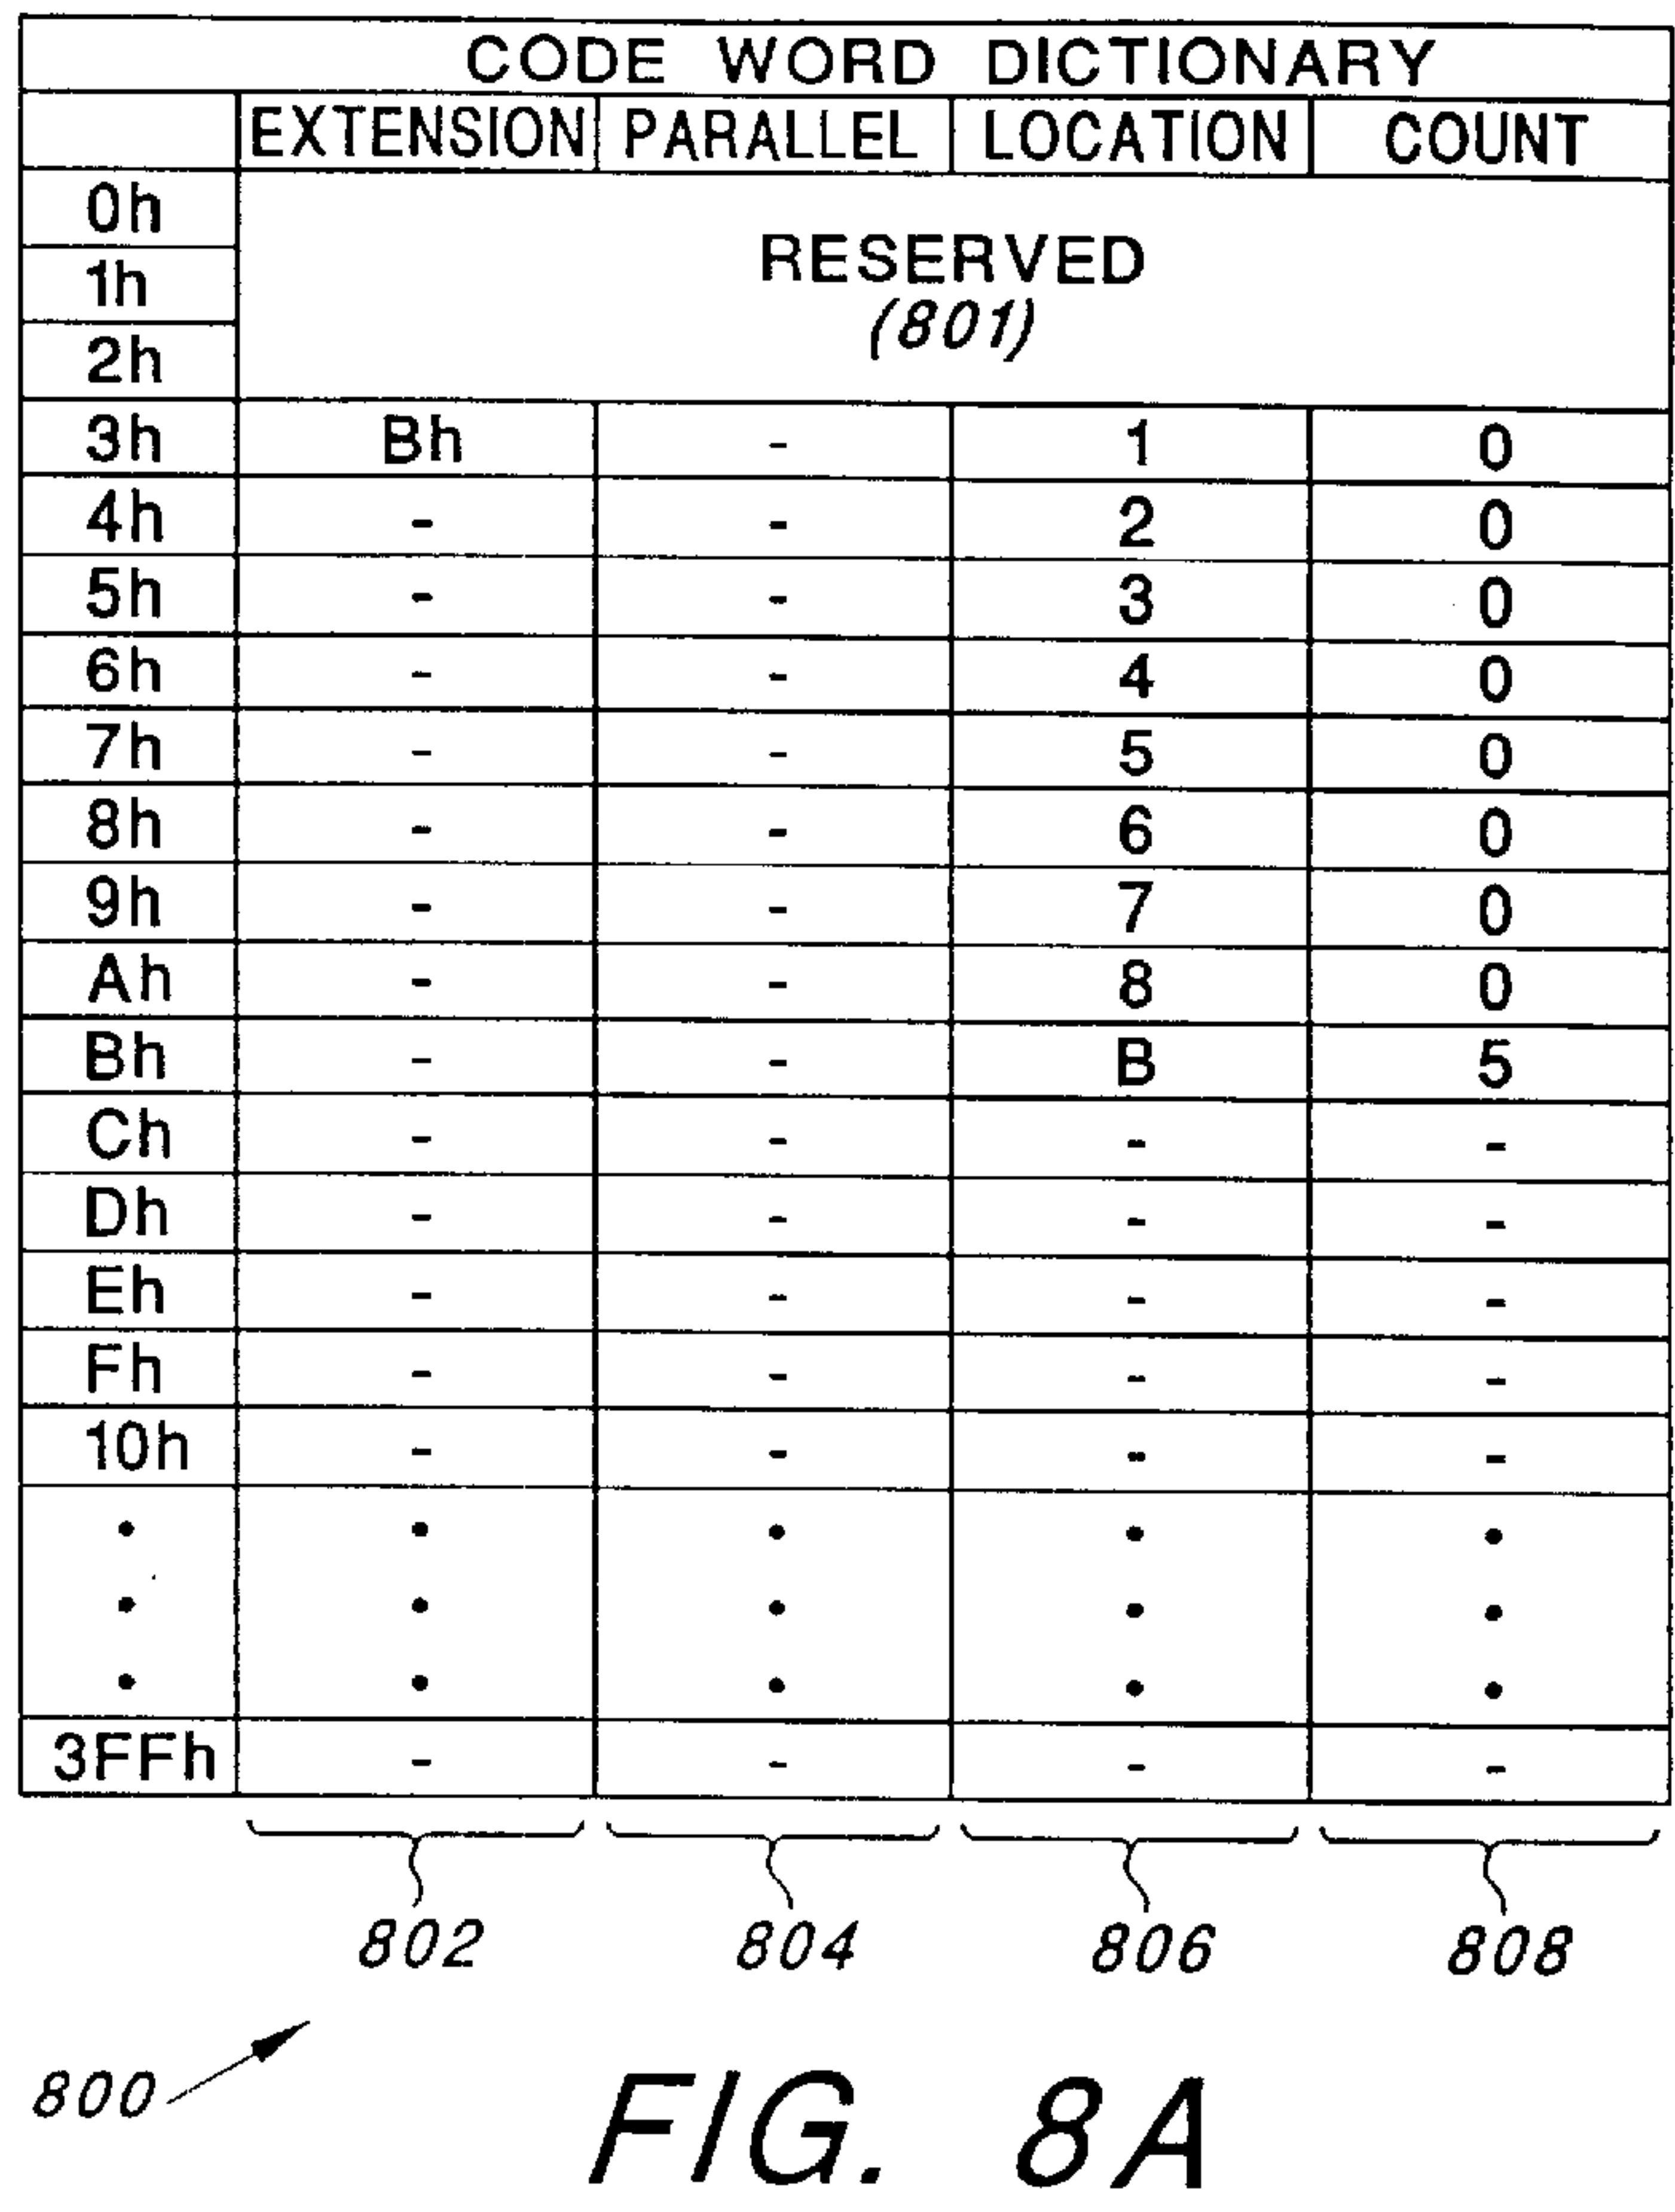 CODE WORD DICTIONARY
EXTENSION PARALLEL LOCATION COUNT
0h
1h
2h
RESERVED
(801)
3h Bh - 1 0
4h - - 2 0
5h - - 3 0
6h - - 4 0
7h - - 5 0
8h - - 6 0
9h - - 7 0
Ah - - 8 0
Bh - - B 5
Ch - - - -
Dh - - - -
Eh - - - -
Fh - - - -
10h - - - -
• • • • •
• • • • •
• • • • •
3FFh - - - -
802 804 806 808
800
FIG. 8A